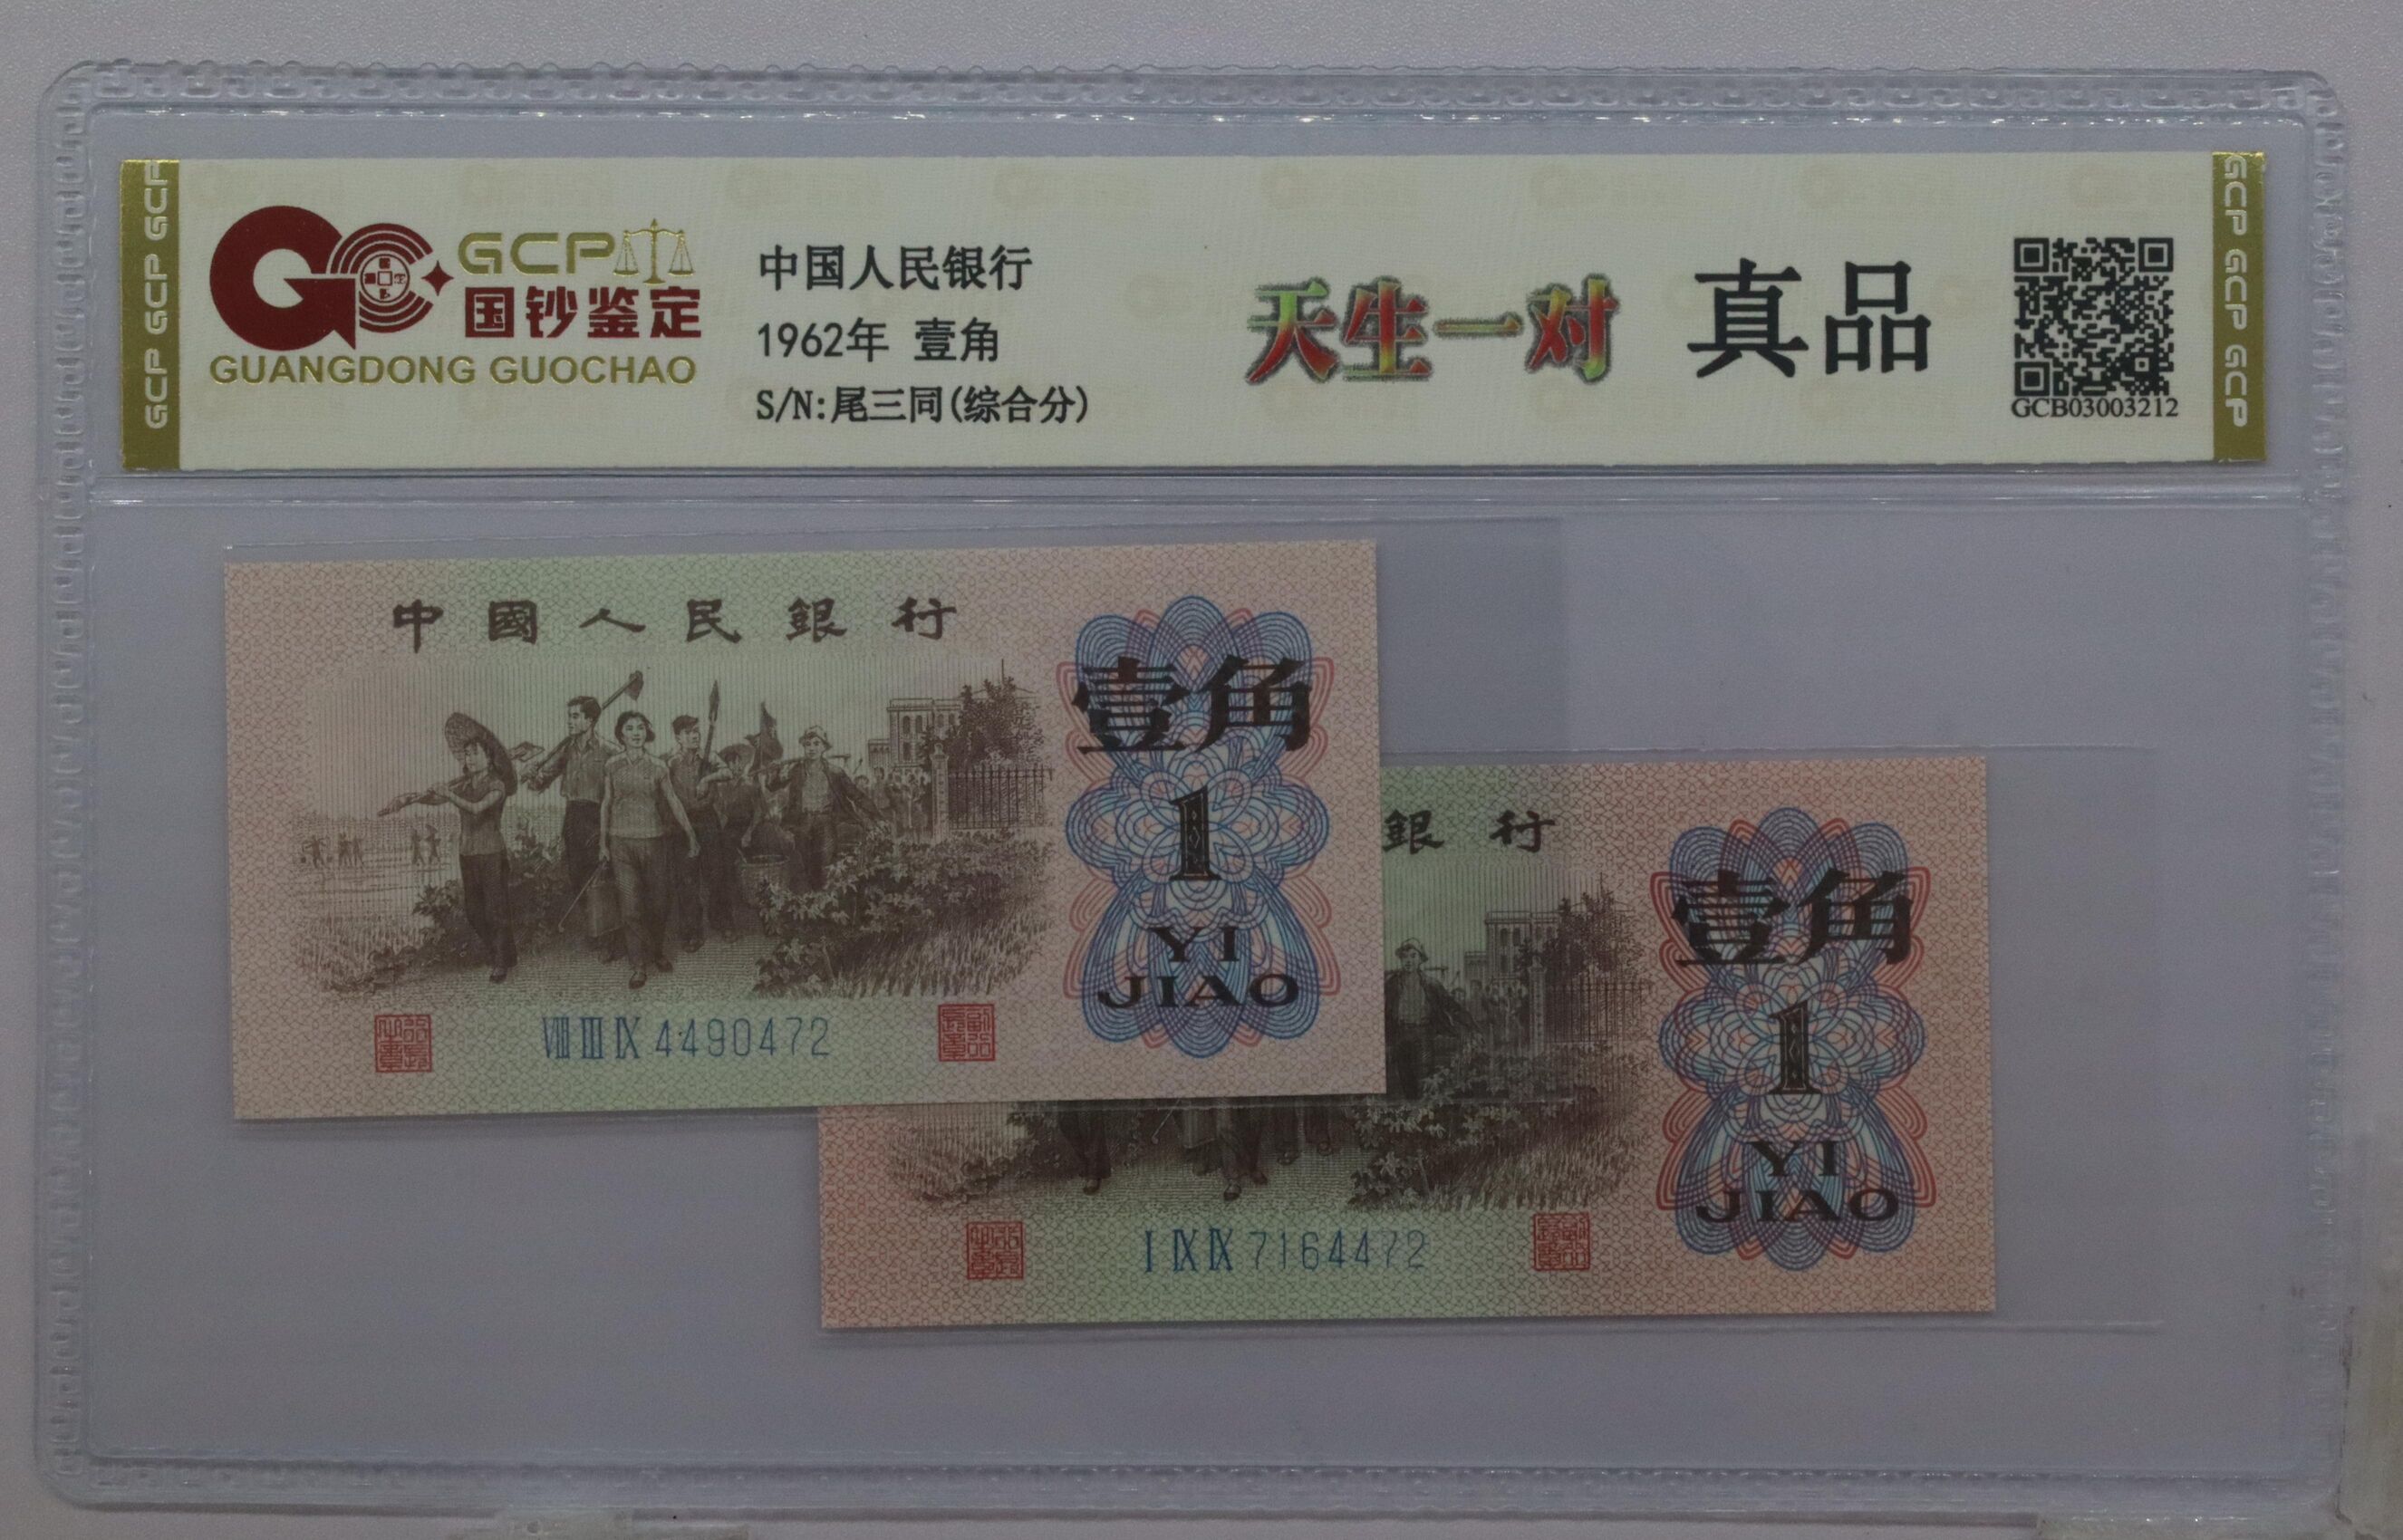 GCP GCP GCP
GCP
国钞鉴定
GUANGDONG GUOCHAO
中国人民银行
1962年 壹角
S/N:尾三同(综合分)
天生一对
真品
GCB03003212
GCP GCP GCP
中國人民銀行
壹角
1
YI
JIAO
VIII III IX 4490472
銀行
壹角
1
YI
JIAO
I IX IX 7164472